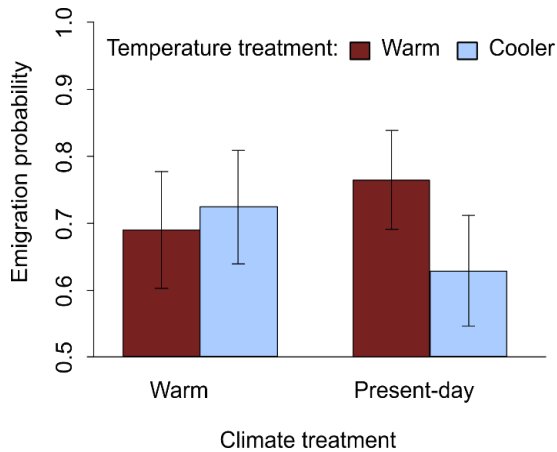 Temperature treatment: Warm Cooler
Emigration probability
1.0
0.9
0.8
0.7
0.6
0.5
Warm Present-day
Climate treatment